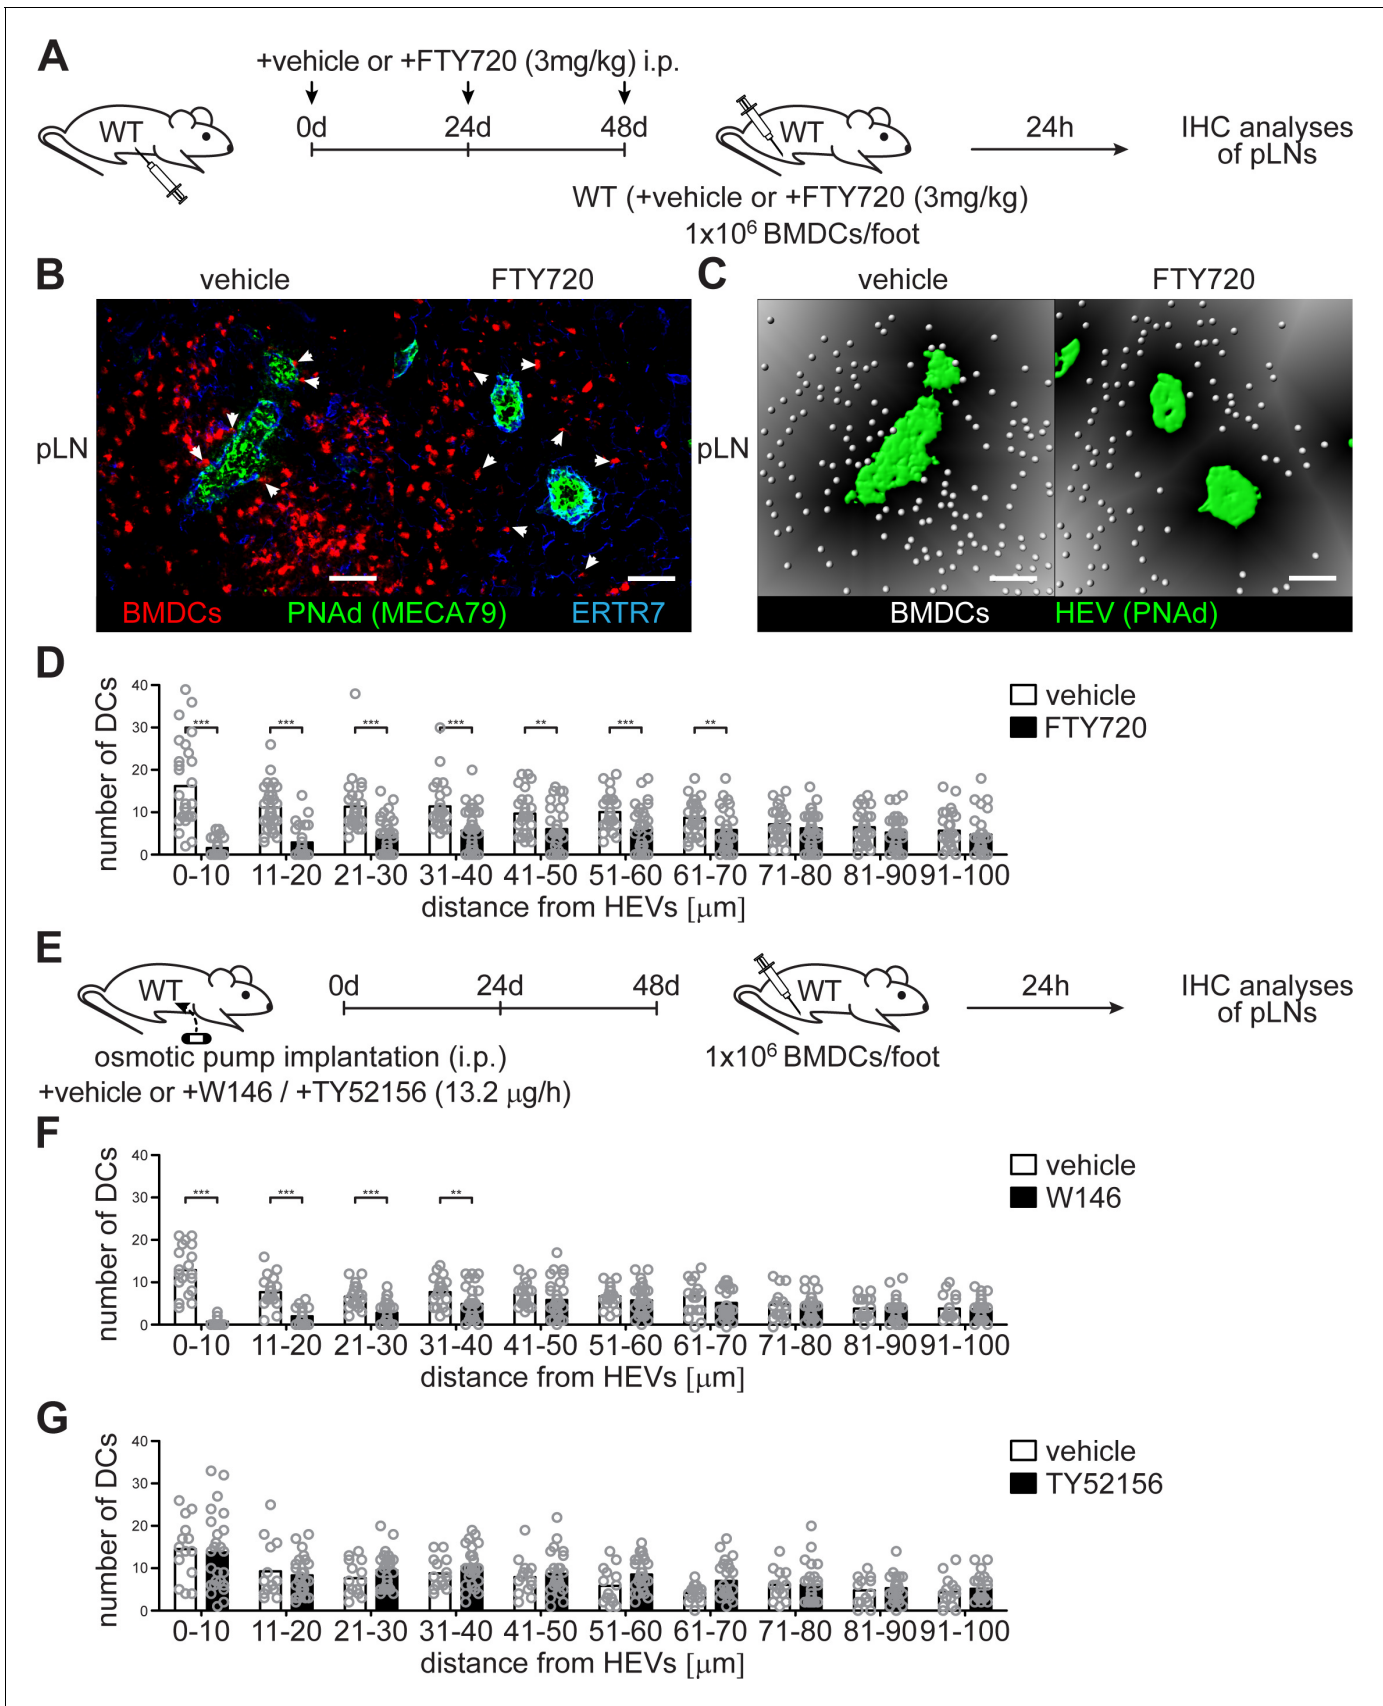 A
+vehicle or +FTY720 (3mg/kg) i.p.
WT
0d 24d 48d
WT
24h
IHC analyses
of pLNs
WT (+vehicle or +FTY720 (3mg/kg)
1x10⁶ BMDCs/foot
B
vehicle FTY720
pLN
BMDCs PNAd (MECA79) ERTR7
C
vehicle FTY720
pLN
BMDCs HEV (PNAd)
D
number of DCs
40
30
20
10
0
*** *** *** *** ** *** **
0-10 11-20 21-30 31-40 41-50 51-60 61-70 71-80 81-90 91-100
distance from HEVs [μm]
vehicle
FTY720
E
WT
0d 24d 48d
WT
24h
IHC analyses
of pLNs
osmotic pump implantation (i.p.)
+vehicle or +W146 / +TY52156 (13.2 μg/h)
1x10⁶ BMDCs/foot
F
number of DCs
40
30
20
10
0
*** *** *** **
0-10 11-20 21-30 31-40 41-50 51-60 61-70 71-80 81-90 91-100
distance from HEVs [μm]
vehicle
W146
G
number of DCs
40
30
20
10
0
0-10 11-20 21-30 31-40 41-50 51-60 61-70 71-80 81-90 91-100
distance from HEVs [μm]
vehicle
TY52156